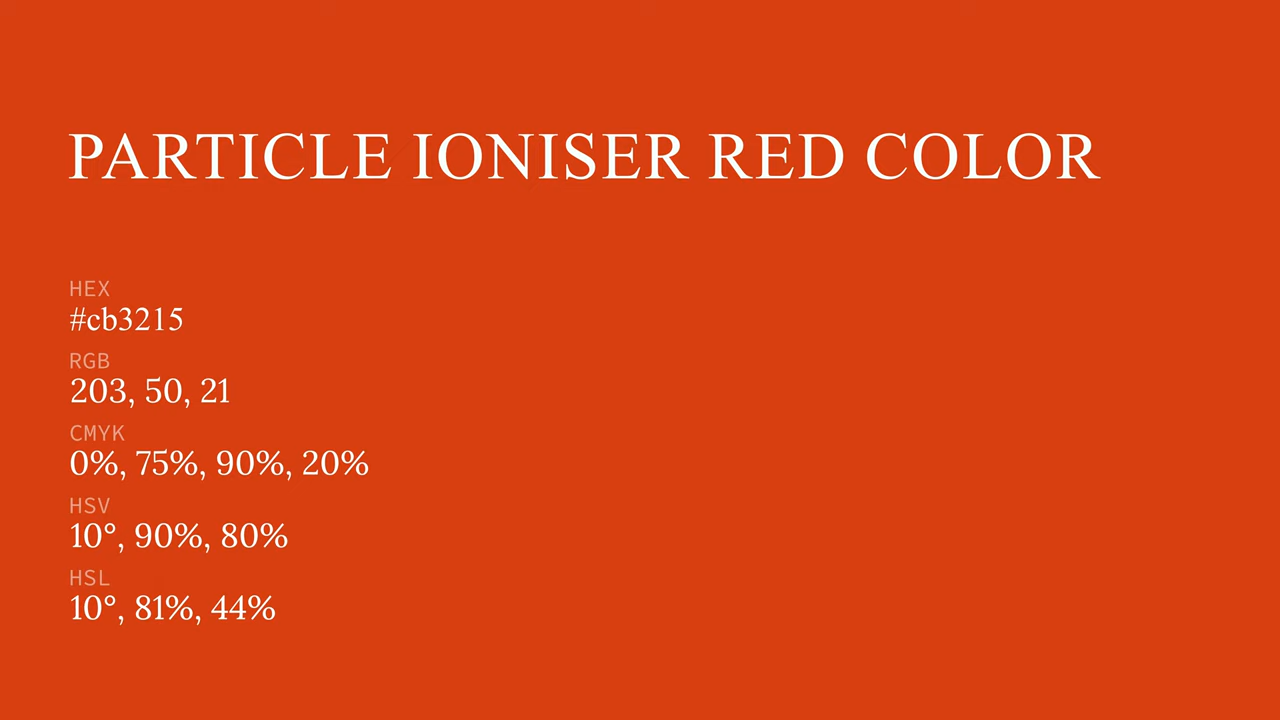 PARTICLE IONISER RED COLOR
HEX
#cb3215
RGB
203, 50, 21
CMYK
0%, 75%, 90%, 20%
HSV
10°, 90%, 80%
HSL
10°, 81%, 44%